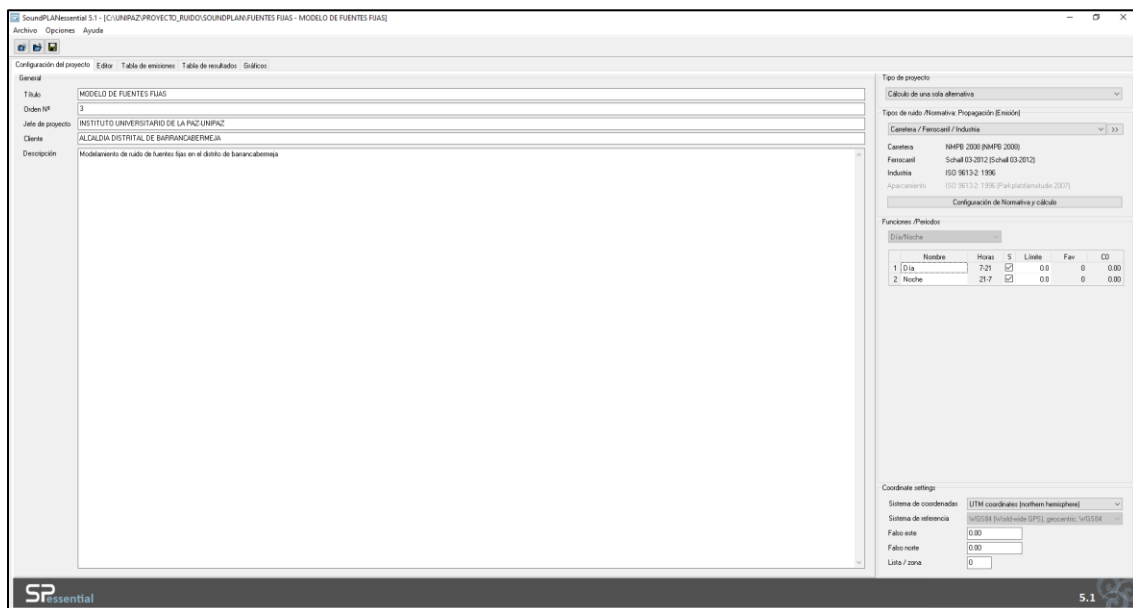 SoundPLANessential 5.1 - [C:\UNIPAZ\PROYECTO_RUIDO\SOUNDPLAN\FUENTES FIJAS - MODELO DE FUENTES FIJAS]
Archivo Opciones Ayuda
Configuración del proyecto Editor Tabla de emisiones Tabla de resultados Gráficos
General
Título MODELO DE FUENTES FIJAS
Orden Nº 3
Jefe de proyecto INSTITUTO UNIVERSITARIO DE LA PAZ-UNIPAZ
Cliente ALCALDIA DISTRITAL DE BARRANCABERMEJA
Descripción Modelamiento de ruido de fuentes fijas en el distrito de barrancabermeja
Tipo de proyecto
Cálculo de una sola alternativa
Tipos de ruido /Normativa: Propagación (Emisión)
Carretera / Ferrocarril / Industria >>
Carretera NMPB 2008 (NMPB 2008)
Ferrocarril Schall 03-2012 (Schall 03-2012)
Industria ISO 9613-2: 1996
Aparcamiento ISO 9613-2: 1996 (Parkplatzlärmstudie 2007)
Configuración de Normativa y cálculo
Funciones /Periodos
Día/Noche
Nombre Horas S Límite Fav C0
1 Día 7-21 0.0 0 0.00
2 Noche 21-7 0.0 0 0.00
Coordinate settings
Sistema de coordenadas UTM coordinates (northern hemisphere)
Sistema de referencia WGS84 (World-wide GPS), geocentric, WGS84
Falso este 0.00
Falso norte 0.00
Lista / zona 0
SPessential
5.1